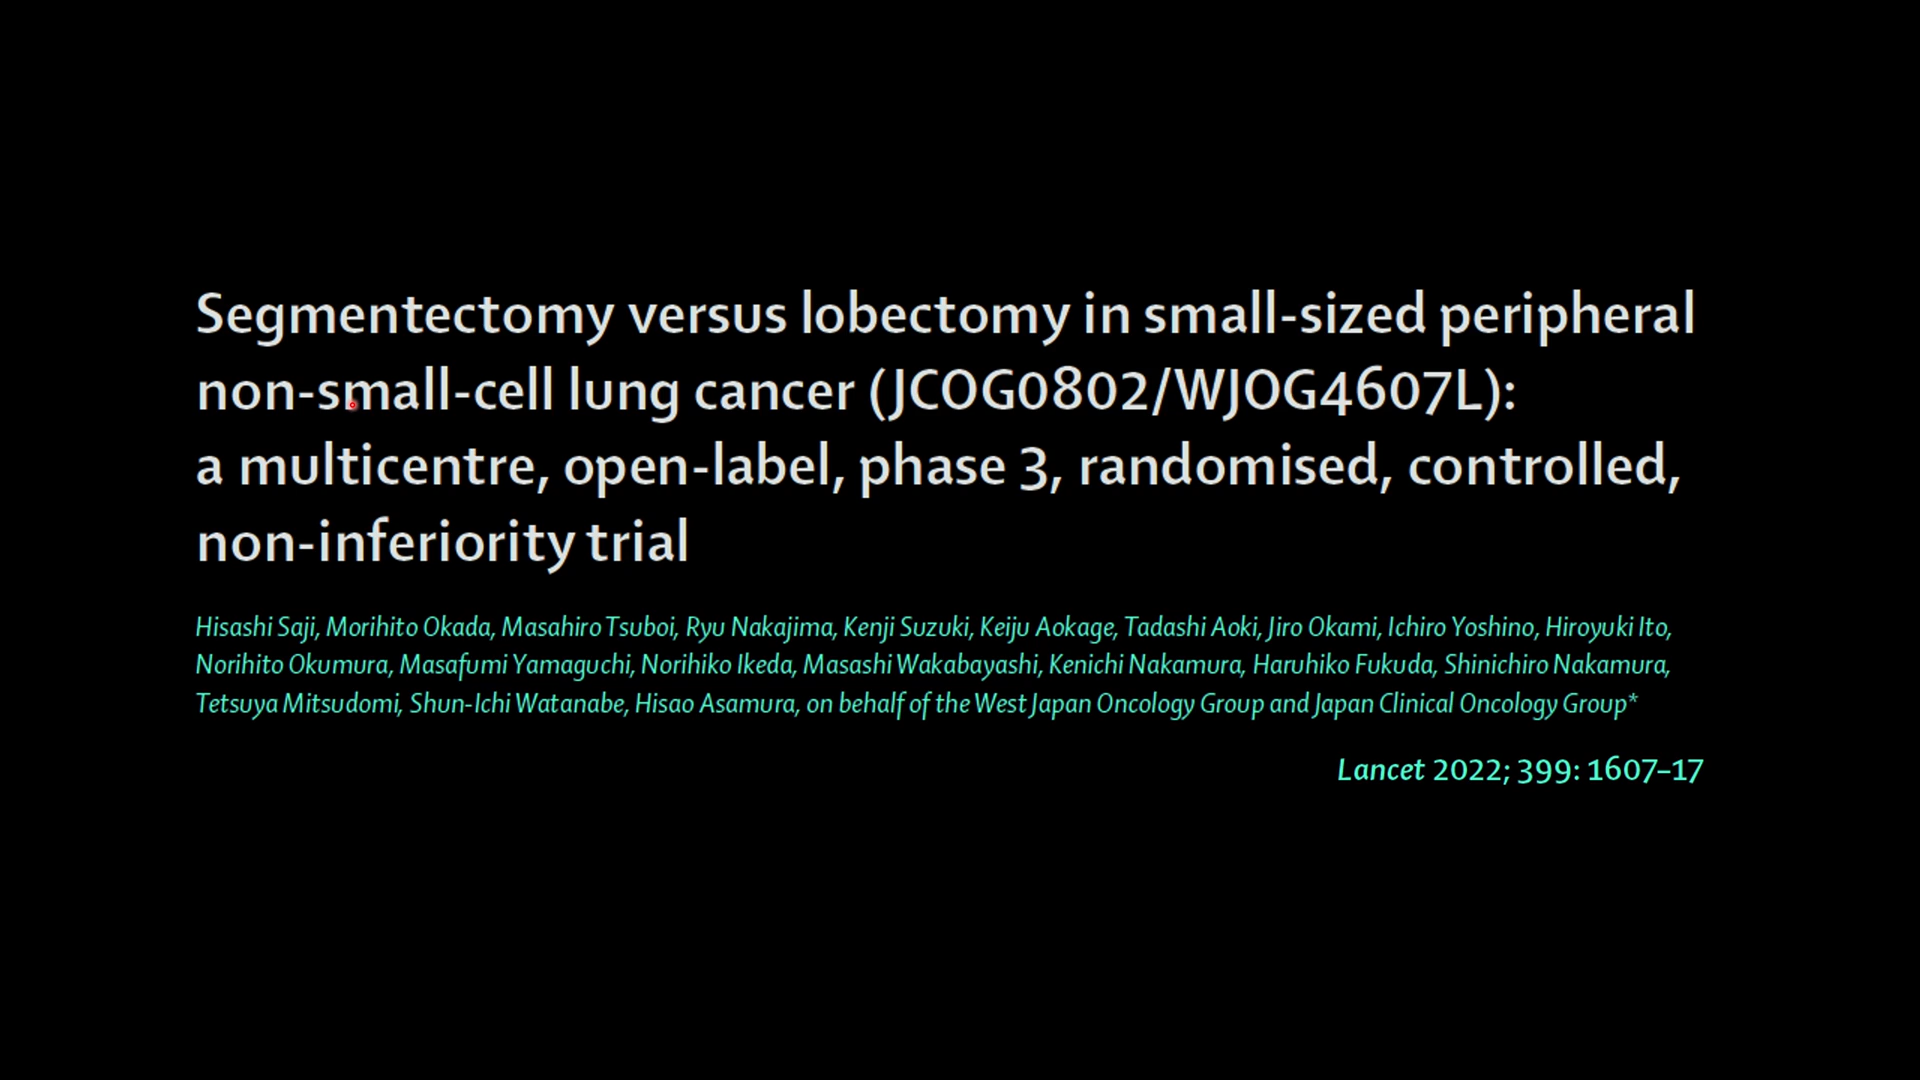 Segmentectomy versus lobectomy in small-sized peripheral
non-small-cell lung cancer (JCOG0802/WJOG4607L):
a multicentre, open-label, phase 3, randomised, controlled,
non-inferiority trial
Hisashi Saji, Morihito Okada, Masahiro Tsuboi, Ryu Nakajima, Kenji Suzuki, Keiju Aokage, Tadashi Aoki, Jiro Okami, Ichiro Yoshino, Hiroyuki Ito,
Norihito Okumura, Masafumi Yamaguchi, Norihiko Ikeda, Masashi Wakabayashi, Kenichi Nakamura, Haruhiko Fukuda, Shinichiro Nakamura,
Tetsuya Mitsudomi, Shun-Ichi Watanabe, Hisao Asamura, on behalf of the West Japan Oncology Group and Japan Clinical Oncology Group*
Lancet 2022; 399: 1607–17